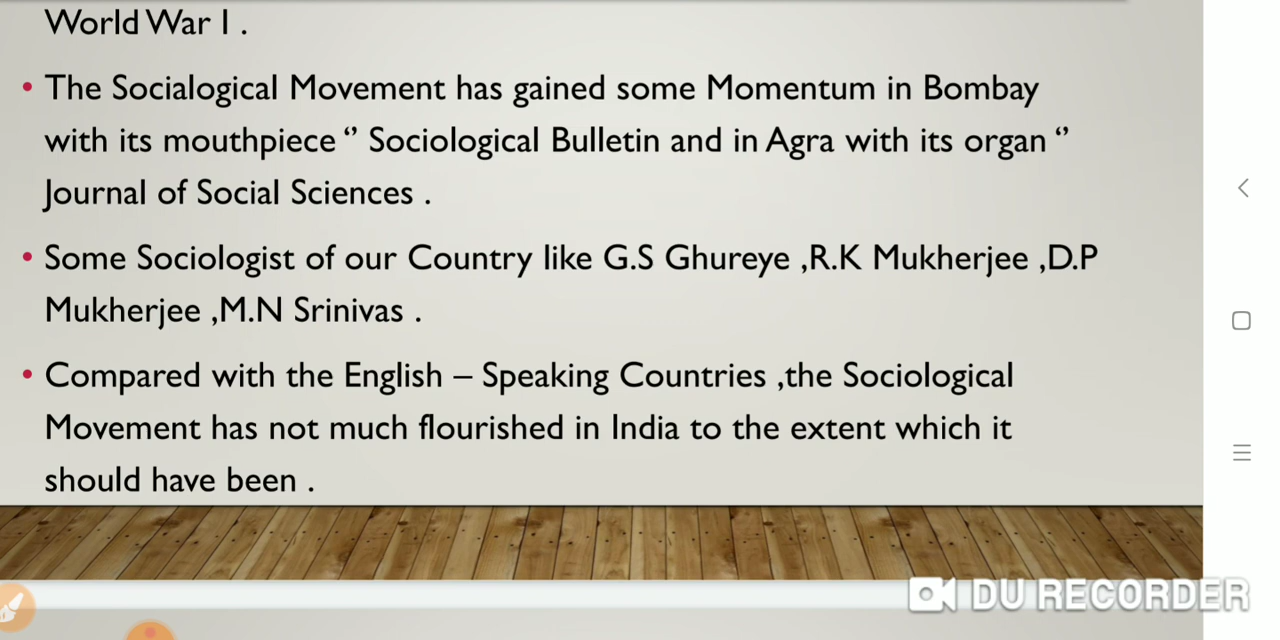 World War I .
• The Socialogical Movement has gained some Momentum in Bombay
with its mouthpiece ‘’ Sociological Bulletin and in Agra with its organ ‘’
Journal of Social Sciences .
• Some Sociologist of our Country like G.S Ghureye ,R.K Mukherjee ,D.P
Mukherjee ,M.N Srinivas .
• Compared with the English – Speaking Countries ,the Sociological
Movement has not much flourished in India to the extent which it
should have been .
DU RECORDER